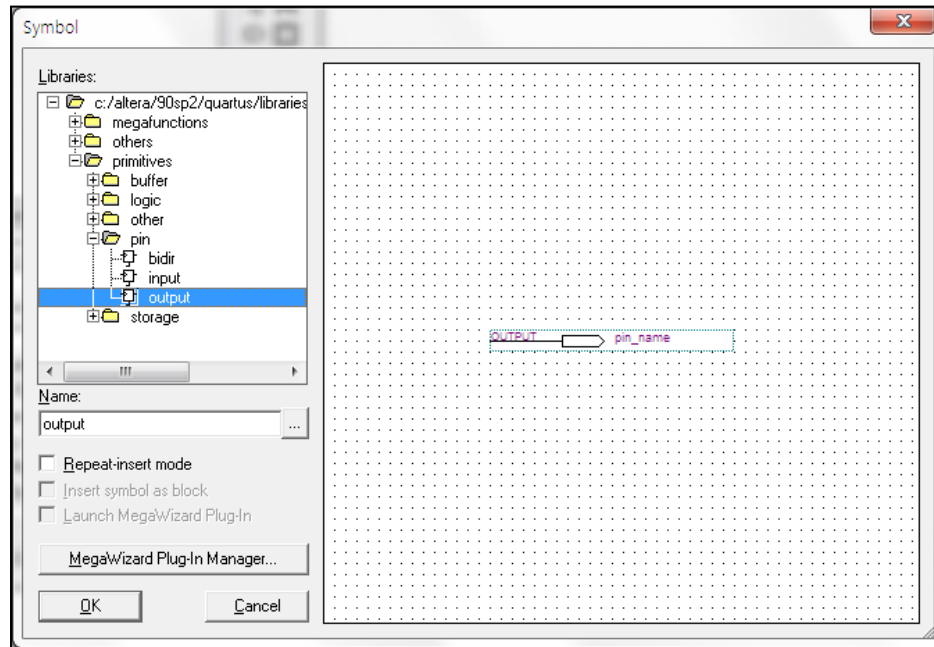 Symbol
Libraries:
c:/altera/90sp2/quartus/libraries
megafunctions
others
primitives
buffer
logic
other
pin
bidir
input
output
storage
Name:
output
...
Repeat-insert mode
Insert symbol as block
Launch MegaWizard Plug-In
MegaWizard Plug-In Manager...
OK Cancel
OUTPUT pin_name